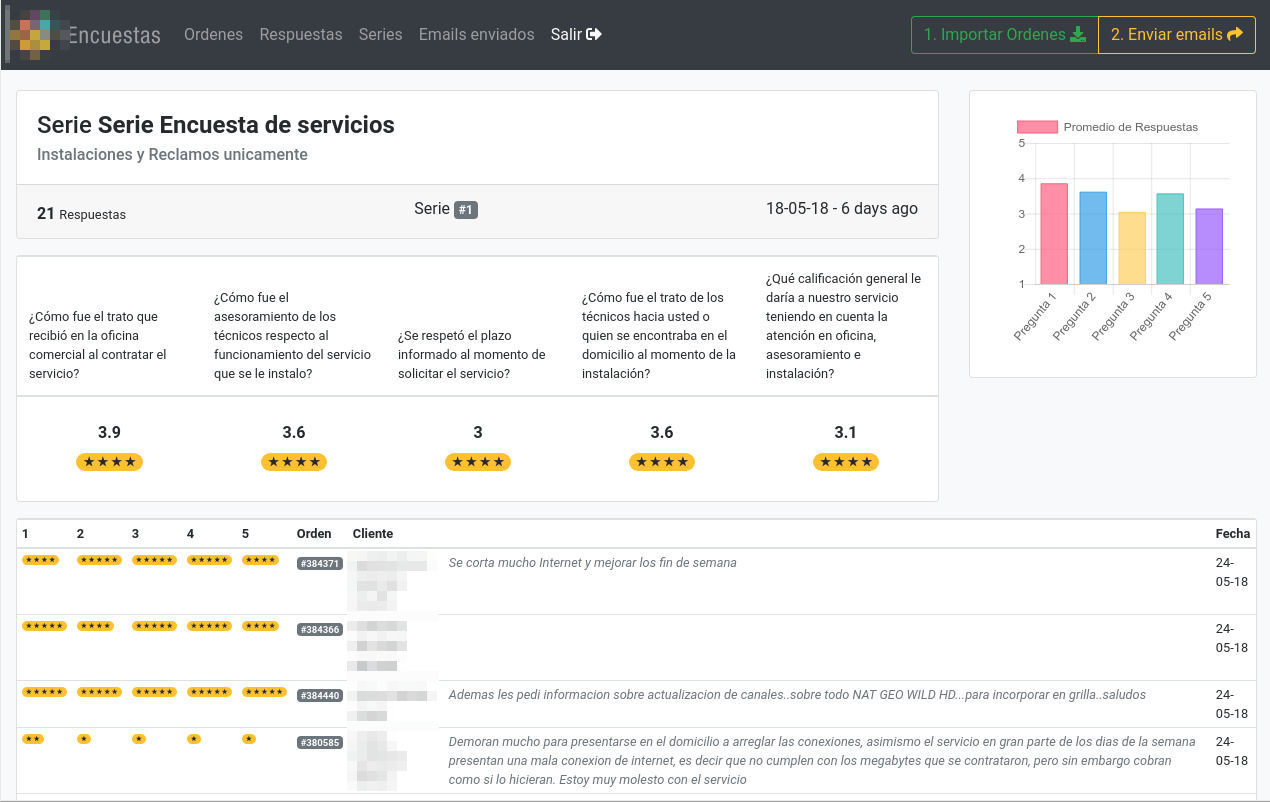 Encuestas Ordenes Respuestas Series Emails enviados Salir 1. Importar Ordenes 2. Enviar emails
Serie Serie Encuesta de servicios
Instalaciones y Reclamos unicamente
21 Respuestas Serie #1 18-05-18 - 6 days ago
Promedio de Respuestas
5
4
3
2
1
Pregunta 1 Pregunta 2 Pregunta 3 Pregunta 4 Pregunta 5
¿Cómo fue el trato que
recibió en la oficina
comercial al contratar el
servicio?
¿Cómo fue el
asesoramiento de los
técnicos respecto al
funcionamiento del servicio
que se le instalo?
¿Se respetó el plazo
informado al momento de
solicitar el servicio?
¿Cómo fue el trato de los
técnicos hacia usted o
quien se encontraba en el
domicilio al momento de la
instalación?
¿Qué calificación general le
daría a nuestro servicio
teniendo en cuenta la
atención en oficina,
asesoramiento e
instalación?
3.9 3.6 3 3.6 3.1
★★★★ ★★★★ ★★★★ ★★★★ ★★★★
1 2 3 4 5 Orden Cliente Fecha
★★★★ ★★★★★ ★★★★★ ★★★★★ ★★★★ #384371 Se corta mucho Internet y mejorar los fin de semana 24-
05-18
★★★★★ ★★★★ ★★★★★ ★★★★★ ★★★★ #384366 24-
05-18
★★★★★ ★★★★★ ★★★★★ ★★★★★ ★★★★★ #384440 Ademas les pedi informacion sobre actualizacion de canales..sobre todo NAT GEO WILD HD...para incorporar en grilla..saludos 24-
05-18
★★ ★ ★ ★ ★ #380585 Demoran mucho para presentarse en el domicilio a arreglar las conexiones, asimismo el servicio en gran parte de los dias de la semana 24-
presentan una mala conexion de internet, es decir que no cumplen con los megabytes que se contrataron, pero sin embargo cobran 05-18
como si lo hicieran. Estoy muy molesto con el servicio